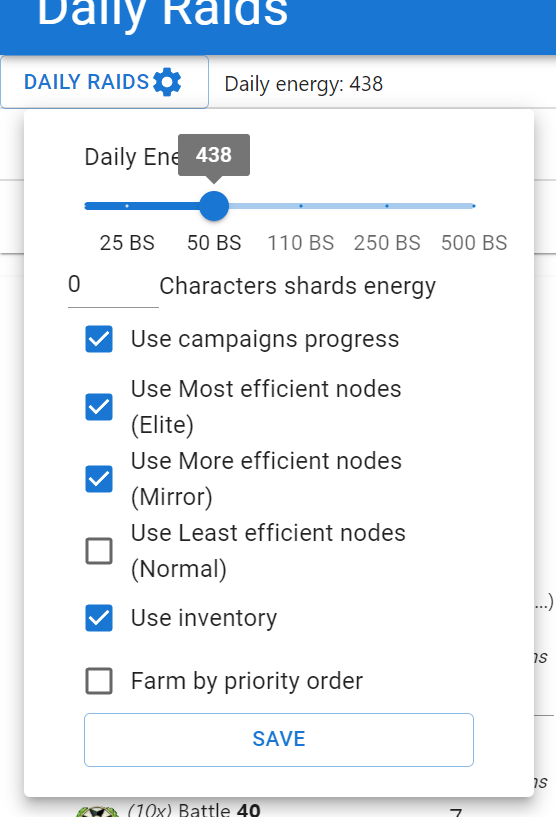 Daily Raids
DAILY RAIDS
Daily energy: 438
Daily Ene
438
25 BS 50 BS 110 BS 250 BS 500 BS
0 Characters shards energy
Use campaigns progress
Use Most efficient nodes
(Elite)
Use More efficient nodes
(Mirror)
Use Least efficient nodes
(Normal)
...)
Use inventory
ns
Farm by priority order
SAVE
ns
(10x) Battle 40
7